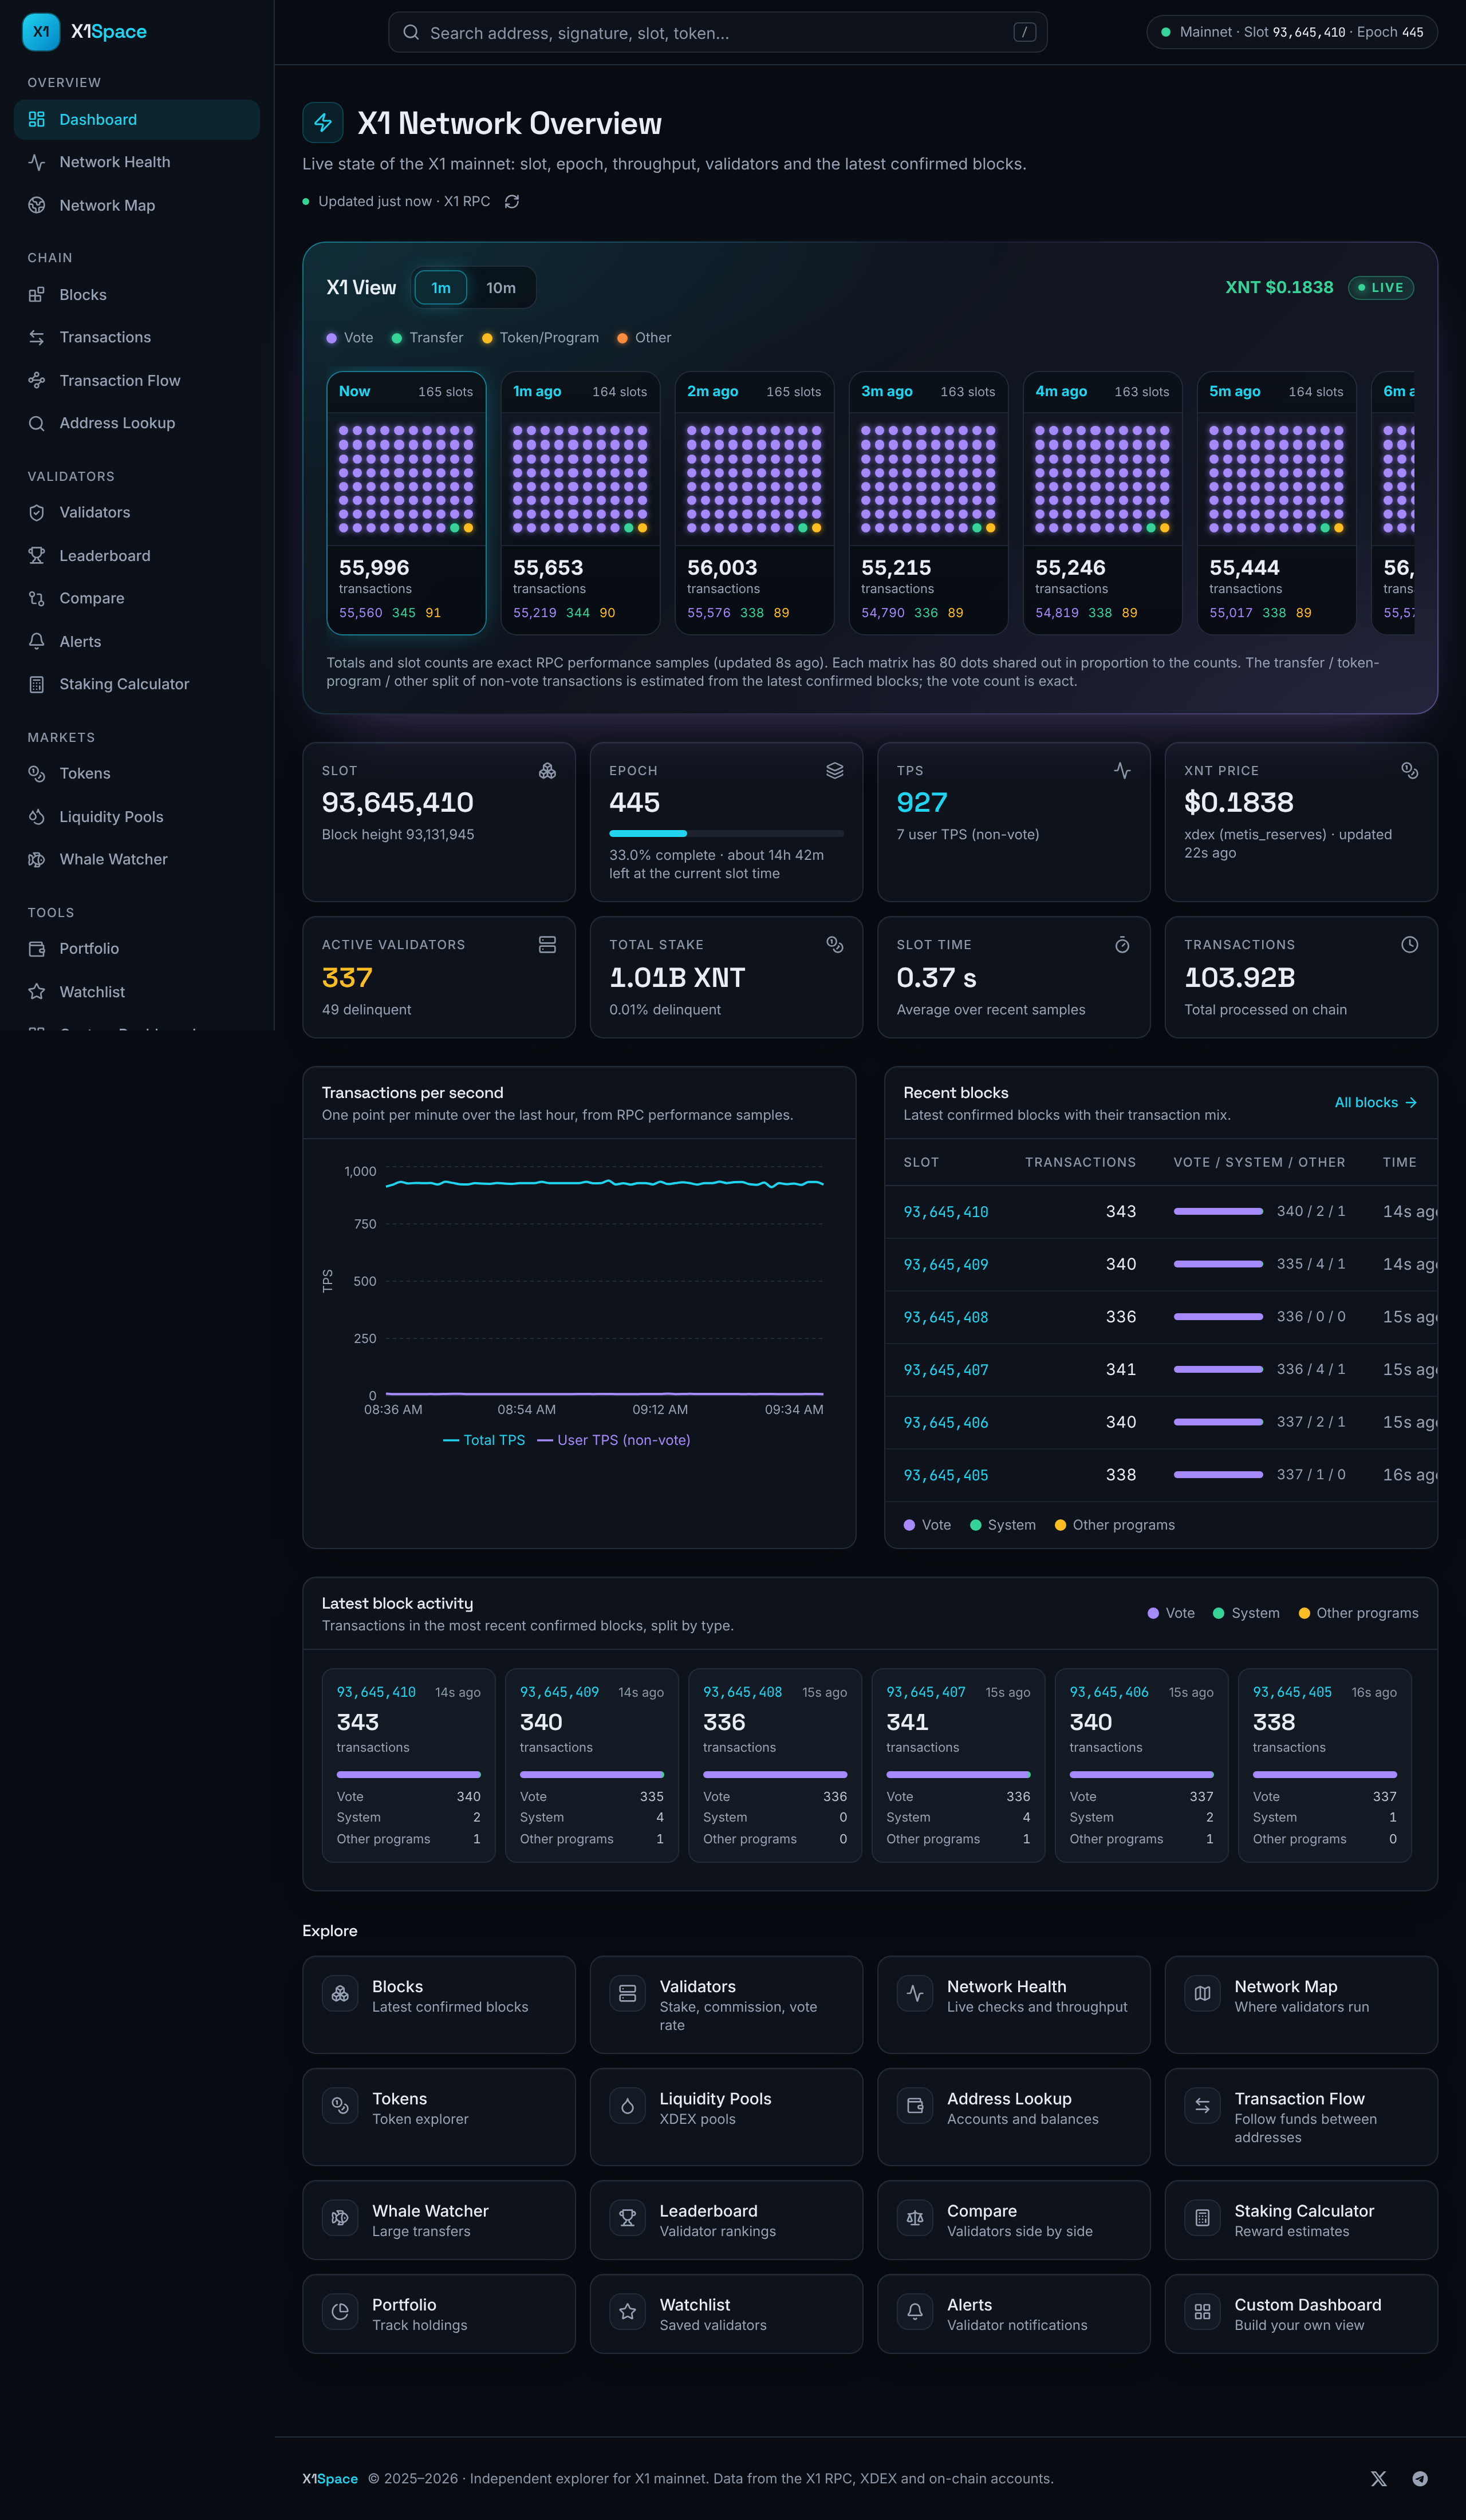 X1 X1Space
Search address, signature, slot, token... /
Mainnet · Slot 93,645,410 · Epoch 445
OVERVIEW
Dashboard
Network Health
Network Map
CHAIN
Blocks
Transactions
Transaction Flow
Address Lookup
VALIDATORS
Validators
Leaderboard
Compare
Alerts
Staking Calculator
MARKETS
Tokens
Liquidity Pools
Whale Watcher
TOOLS
Portfolio
Watchlist
X1 Network Overview
Live state of the X1 mainnet: slot, epoch, throughput, validators and the latest confirmed blocks.
Updated just now · X1 RPC
X1 View 1m 10m XNT $0.1838 LIVE
Vote Transfer Token/Program Other
Now 165 slots 1m ago 164 slots 2m ago 165 slots 3m ago 163 slots 4m ago 163 slots 5m ago 164 slots 6m a
55,996 55,653 56,003 55,215 55,246 55,444 56,
transactions transactions transactions transactions transactions transactions trans
55,560 345 91 55,219 344 90 55,576 338 89 54,790 336 89 54,819 338 89 55,017 338 89 55,57
Totals and slot counts are exact RPC performance samples (updated 8s ago). Each matrix has 80 dots shared out in proportion to the counts. The transfer / token-
program / other split of non-vote transactions is estimated from the latest confirmed blocks; the vote count is exact.
SLOT
93,645,410
Block height 93,131,945
EPOCH
445
33.0% complete · about 14h 42m
left at the current slot time
TPS
927
7 user TPS (non-vote)
XNT PRICE
$0.1838
xdex (metis_reserves) · updated
22s ago
ACTIVE VALIDATORS
337
49 delinquent
TOTAL STAKE
1.01B XNT
0.01% delinquent
SLOT TIME
0.37 s
Average over recent samples
TRANSACTIONS
103.92B
Total processed on chain
Transactions per second
One point per minute over the last hour, from RPC performance samples.
1,000
750
500
250
0
TPS
08:36 AM 08:54 AM 09:12 AM 09:34 AM
Total TPS User TPS (non-vote)
Recent blocks
Latest confirmed blocks with their transaction mix.
All blocks →
SLOT TRANSACTIONS VOTE / SYSTEM / OTHER TIME
93,645,410 343 340 / 2 / 1 14s ago
93,645,409 340 335 / 4 / 1 14s ago
93,645,408 336 336 / 0 / 0 15s ago
93,645,407 341 336 / 4 / 1 15s ago
93,645,406 340 337 / 2 / 1 15s ago
93,645,405 338 337 / 1 / 0 16s ago
Vote System Other programs
Latest block activity
Transactions in the most recent confirmed blocks, split by type.
Vote System Other programs
93,645,410 14s ago
343
transactions
Vote 340
System 2
Other programs 1
93,645,409 14s ago
340
transactions
Vote 335
System 4
Other programs 1
93,645,408 15s ago
336
transactions
Vote 336
System 0
Other programs 0
93,645,407 15s ago
341
transactions
Vote 336
System 4
Other programs 1
93,645,406 15s ago
340
transactions
Vote 337
System 2
Other programs 1
93,645,405 16s ago
338
transactions
Vote 337
System 1
Other programs 0
Explore
Blocks
Latest confirmed blocks
Validators
Stake, commission, vote
rate
Network Health
Live checks and throughput
Network Map
Where validators run
Tokens
Token explorer
Liquidity Pools
XDEX pools
Address Lookup
Accounts and balances
Transaction Flow
Follow funds between
addresses
Whale Watcher
Large transfers
Leaderboard
Validator rankings
Compare
Validators side by side
Staking Calculator
Reward estimates
Portfolio
Track holdings
Watchlist
Saved validators
Alerts
Validator notifications
Custom Dashboard
Build your own view
X1Space © 2025–2026 · Independent explorer for X1 mainnet. Data from the X1 RPC, XDEX and on-chain accounts.